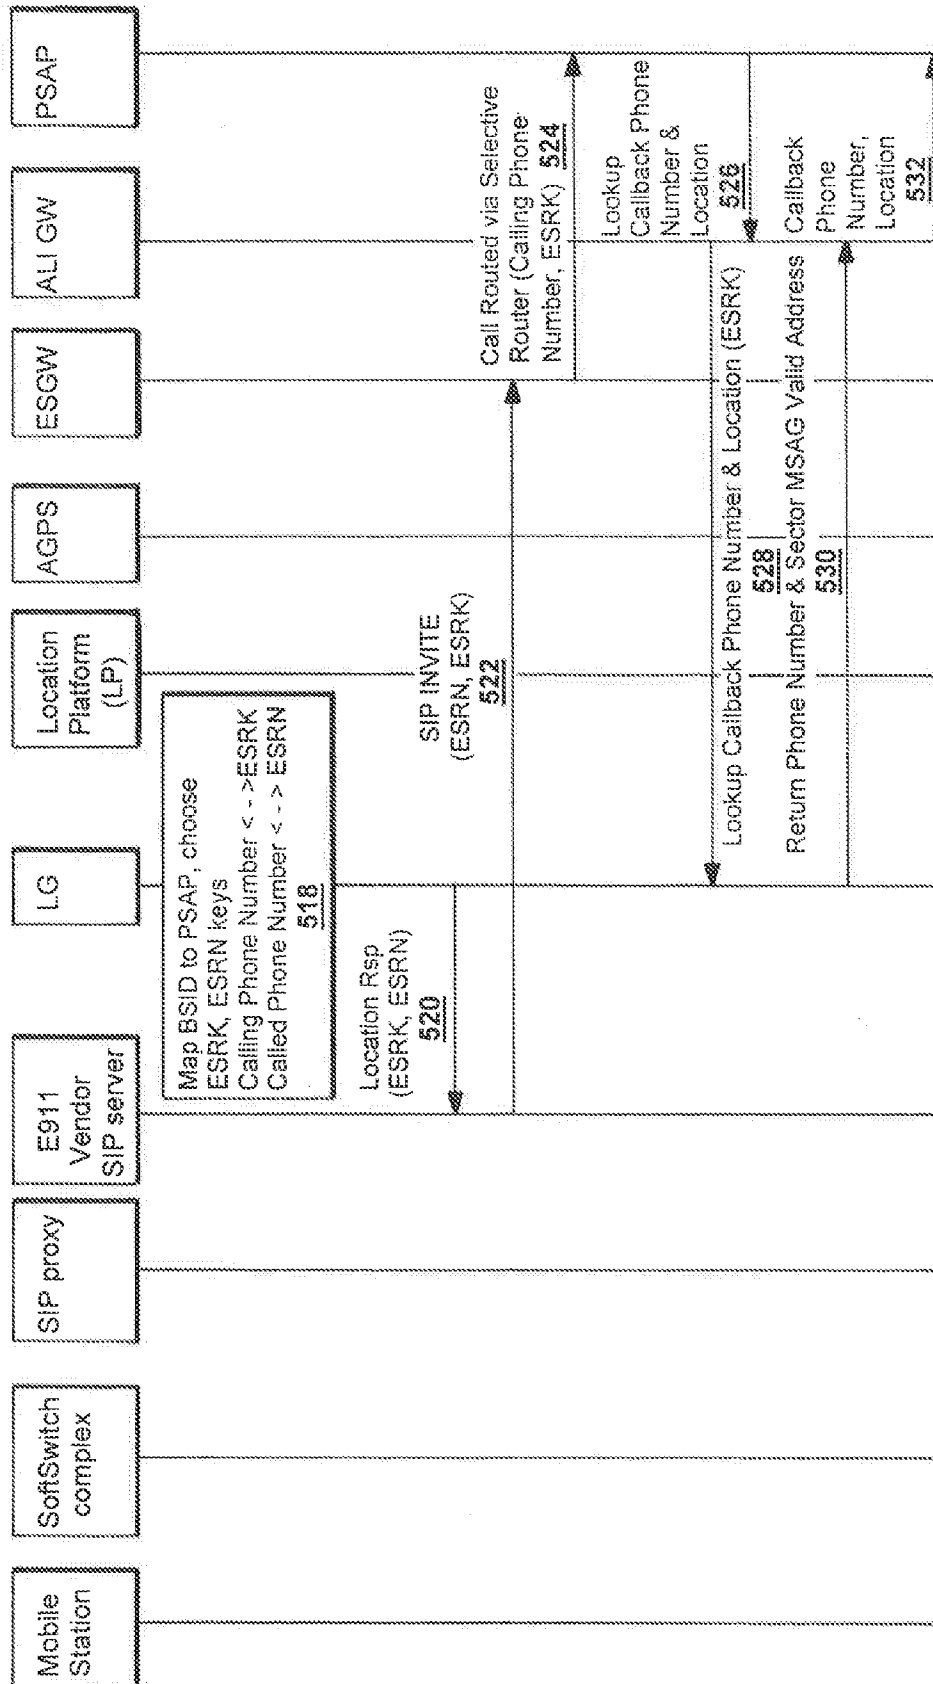 Mobile
Station
SoftSwitch
complex
SIP proxy
E911
Vendor
SIP server
LG
Location
Platform
(LP)
AGPS
ESGW
ALI GW
PSAP
Map BSID to PSAP, choose
ESRK, ESRN keys
Calling Phone Number < - >ESRK
Called Phone Number < - > ESRN
518
Location Rsp
(ESRK, ESRN)
520
SIP INVITE
(ESRN, ESRK)
522
Call Routed via Selective
Router (Calling Phone
Number, ESRK) 524
Lookup
Callback Phone
Number &
Location
526
Lookup Callback Phone Number & Location (ESRK)
528
Return Phone Number & Sector MSAG Valid Address
530
Callback
Phone
Number,
Location
532